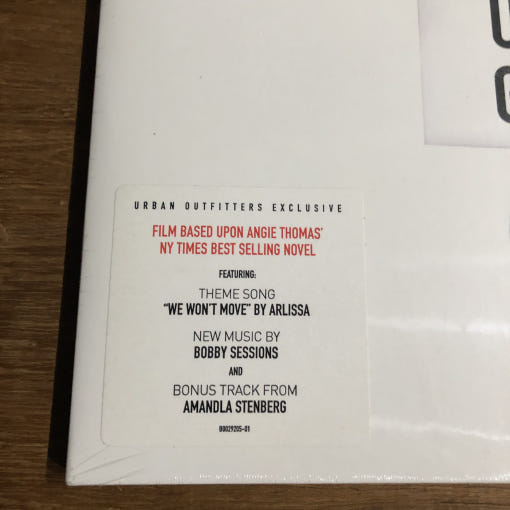 URBAN OUTFITTERS EXCLUSIVE
FILM BASED UPON ANGIE THOMAS'
NY TIMES BEST SELLING NOVEL
FEATURING:
THEME SONG
"WE WON'T MOVE" BY ARLISSA
NEW MUSIC BY
BOBBY SESSIONS
AND
BONUS TRACK FROM
AMANDLA STENBERG
B0029205-01